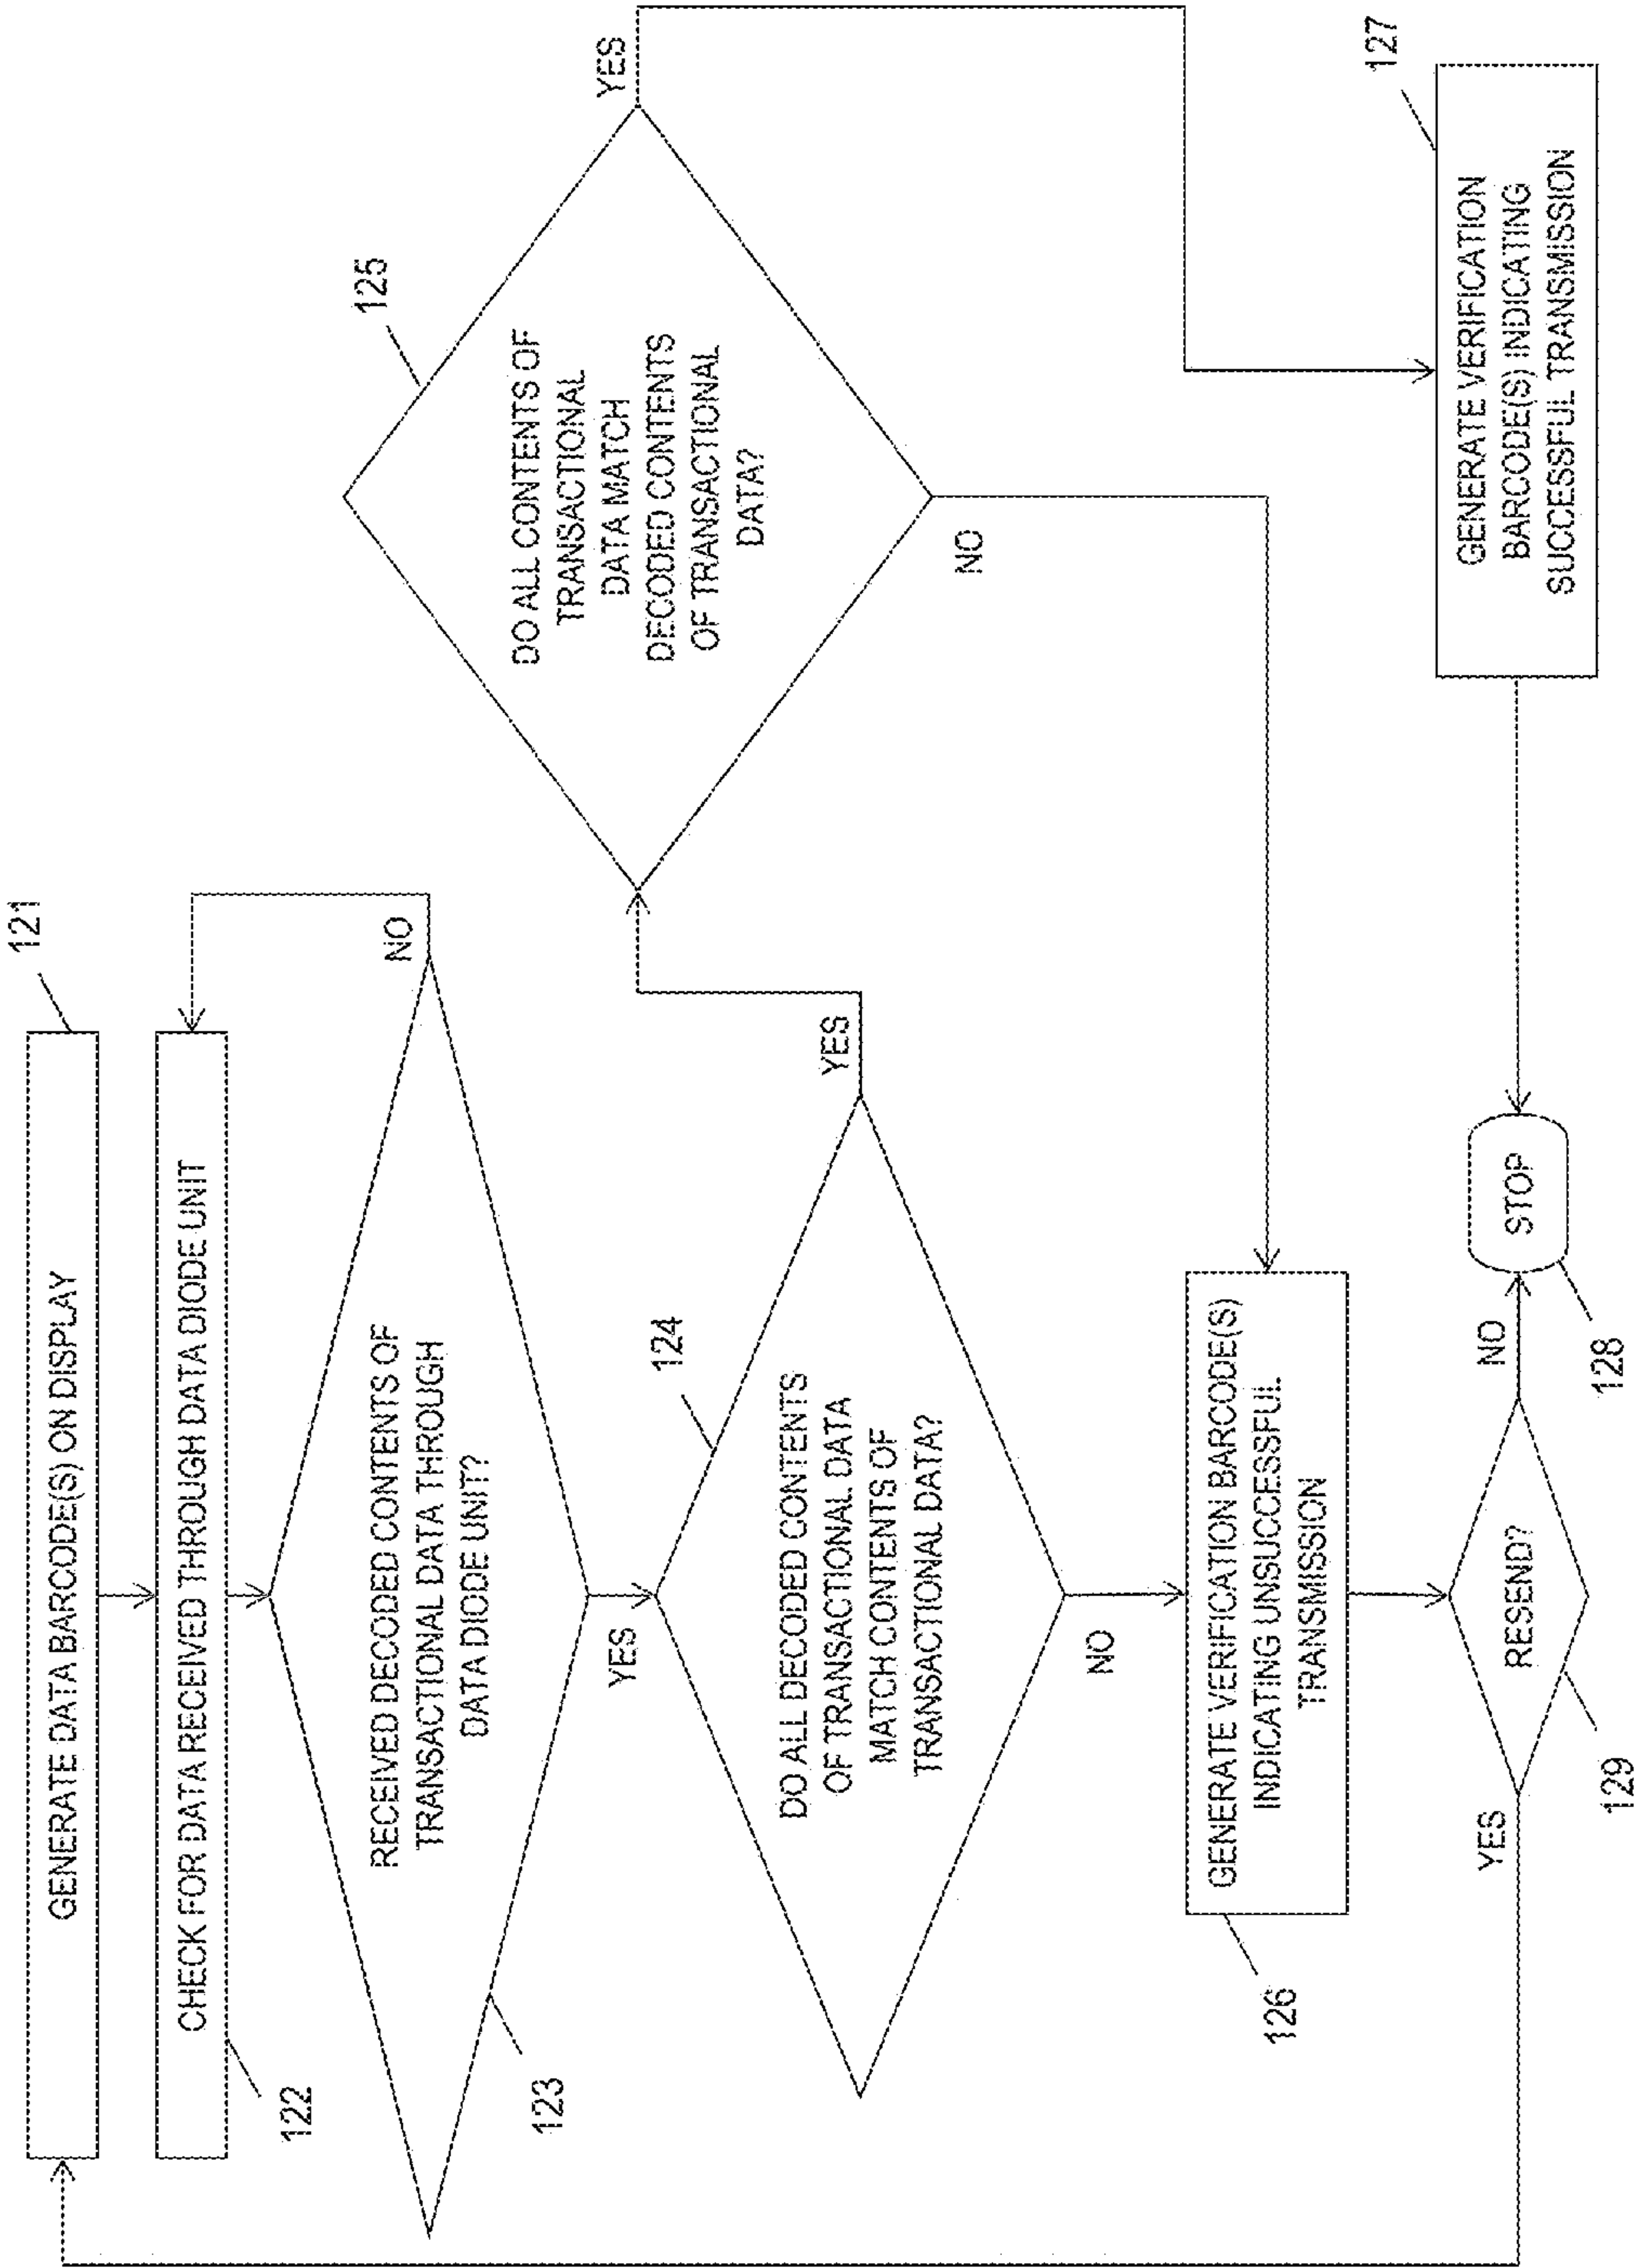 GENERATE DATA BARCODE(S) ON DISPLAY
121
CHECK FOR DATA RECEIVED THROUGH DATA DIODE UNIT
122
RECEIVED DECODED CONTENTS OF
TRANSACTIONAL DATA THROUGH
DATA DIODE UNIT?
123
NO
YES
DO ALL DECODED CONTENTS
OF TRANSACTIONAL DATA
MATCH CONTENTS OF
TRANSACTIONAL DATA?
124
YES
NO
DO ALL CONTENTS OF
TRANSACTIONAL
DATA MATCH
DECODED CONTENTS
OF TRANSACTIONAL
DATA?
125
YES
NO
GENERATE VERIFICATION BARCODE(S)
INDICATING UNSUCCESSFUL
TRANSMISSION
126
GENERATE VERIFICATION
BARCODE(S) INDICATING
SUCCESSFUL TRANSMISSION
127
RESEND?
129
YES
NO
STOP
128